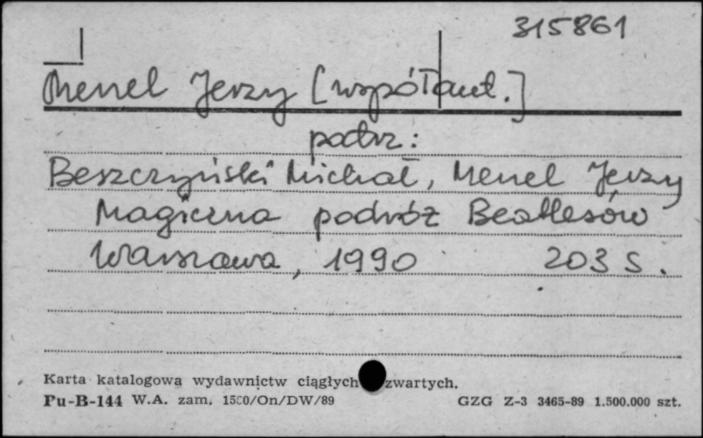 315861
Menel Jerzy [współaut.]
podrz:
Beszczyński Michał, Menel Jerzy
Magiczna podróż Beatlesów
Warszawa, 1990 203 s.
Karta katalogowa wydawnictw ciągłych zwartych.
Pu-B-144 W.A. zam. 1500/On/DW/89 GZG Z-3 3465-89 1.500.000 szt.